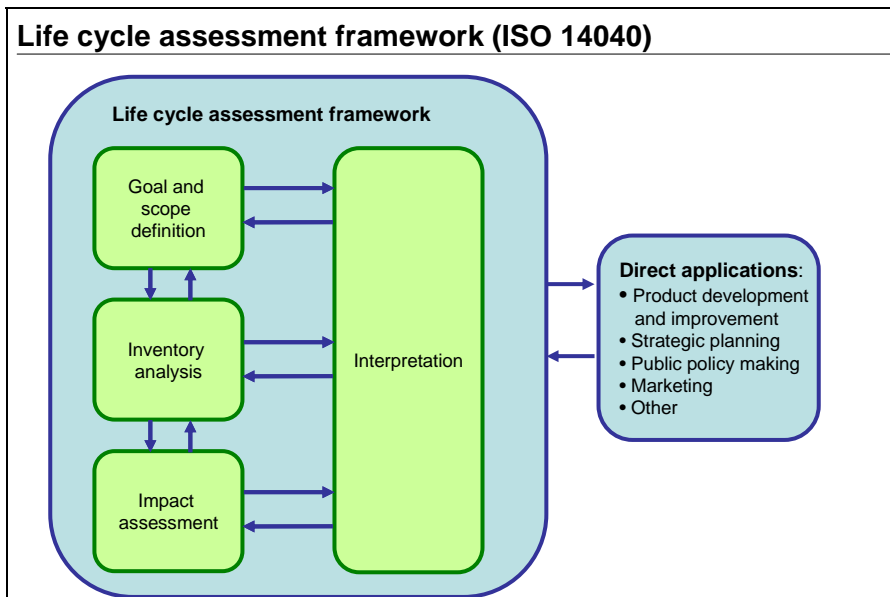 Life cycle assessment framework (ISO 14040)
Life cycle assessment framework
Goal and
scope
definition
Inventory
analysis
Impact
assessment
Interpretation
Direct applications:
• Product development
and improvement
• Strategic planning
• Public policy making
• Marketing
• Other